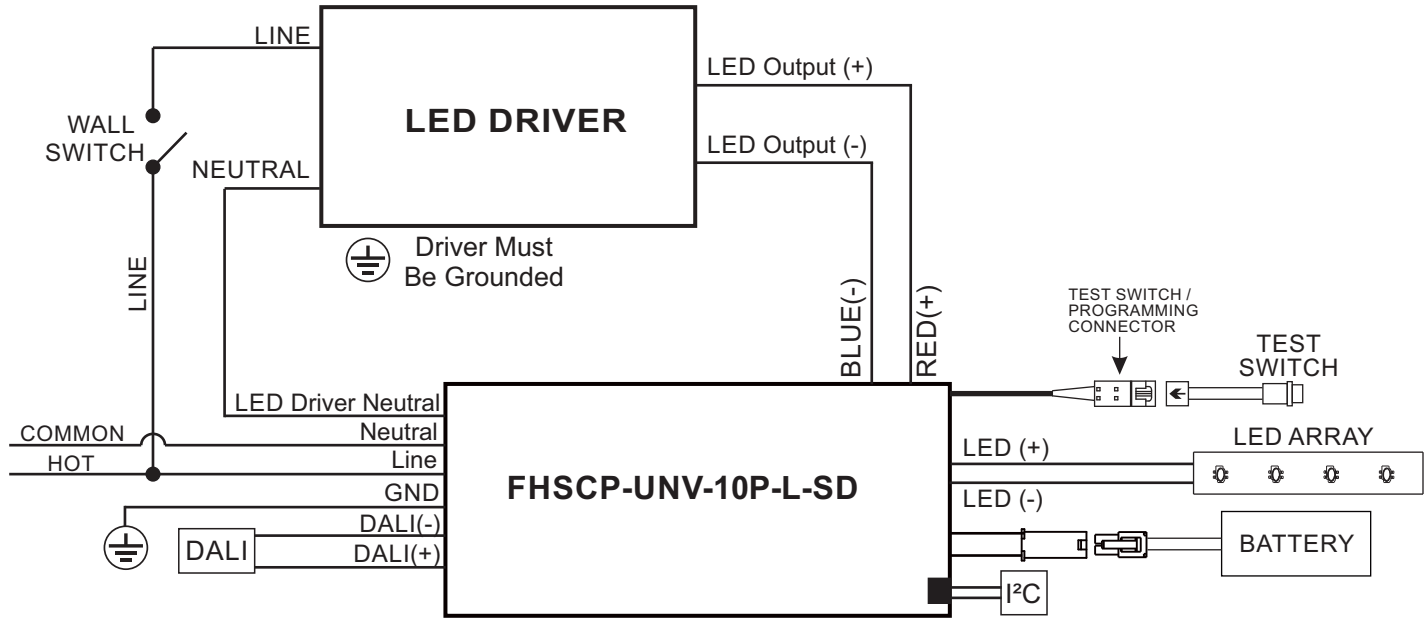 LINE
LED DRIVER
LED Output (+)
WALL
SWITCH
LED Output (-)
NEUTRAL
Driver Must
Be Grounded
LINE
BLUE(-)
RED(+)
TEST SWITCH /
PROGRAMMING
CONNECTOR
TEST
SWITCH
LED Driver Neutral
COMMON
Neutral
HOT
Line
GND
DALI(-)
DALI
DALI(+)
FHSCP-UNV-10P-L-SD
LED (+)
LED ARRAY
LED (-)
BATTERY
I²C